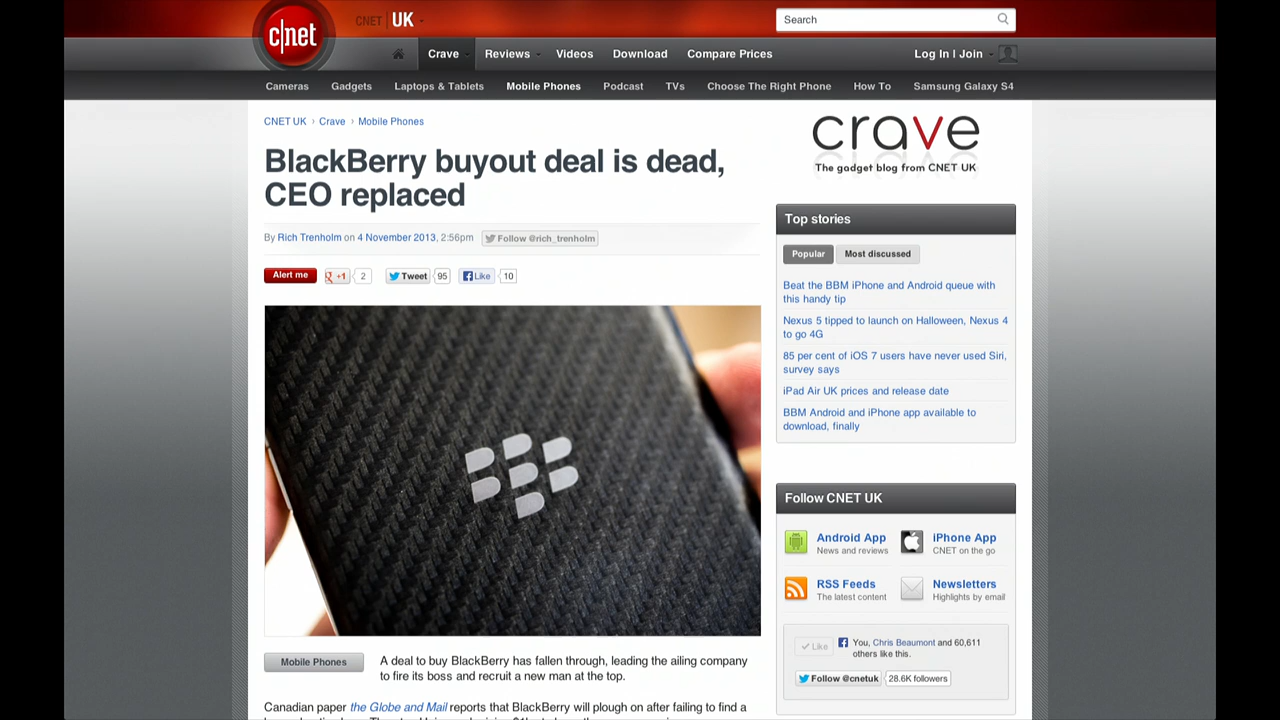 c|net
CNET | UK
Search
Crave
Reviews
Videos
Download
Compare Prices
Log In | Join
Cameras
Gadgets
Laptops & Tablets
Mobile Phones
Podcast
TVs
Choose The Right Phone
How To
Samsung Galaxy S4
CNET UK › Crave › Mobile Phones
BlackBerry buyout deal is dead,
CEO replaced
By Rich Trenholm on 4 November 2013, 2:56pm
Follow @rich_trenholm
Alert me
+1
2
Tweet
95
Like
10
Mobile Phones
A deal to buy BlackBerry has fallen through, leading the ailing company
to fire its boss and recruit a new man at the top.
Canadian paper the Globe and Mail reports that BlackBerry will plough on after failing to find a
crave
The gadget blog from CNET UK
Top stories
Popular
Most discussed
Beat the BBM iPhone and Android queue with
this handy tip
Nexus 5 tipped to launch on Halloween, Nexus 4
to go 4G
85 per cent of iOS 7 users have never used Siri,
survey says
iPad Air UK prices and release date
BBM Android and iPhone app available to
download, finally
Follow CNET UK
Android App
News and reviews
iPhone App
CNET on the go
RSS Feeds
The latest content
Newsletters
Highlights by email
Like
You, Chris Beaumont and 60,611
others like this.
Follow @cnetuk
28.6K followers